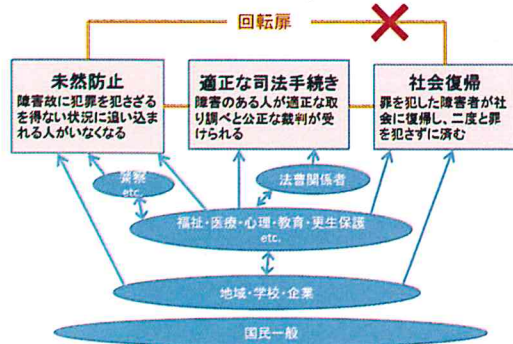 回転扉
未然防止
障害故に犯罪を犯さざる
を得ない状況に追い込ま
れる人がいなくなる
適正な司法手続き
障害のある人が適正な取
り調べと公正な裁判が受
けられる
社会復帰
罪を犯した障害者が社
会に復帰し、二度と罪
を犯さずに済む
警察
etc.
法曹関係者
福祉・医療・心理・教育・更生保護
etc.
地域・学校・企業
国民一般